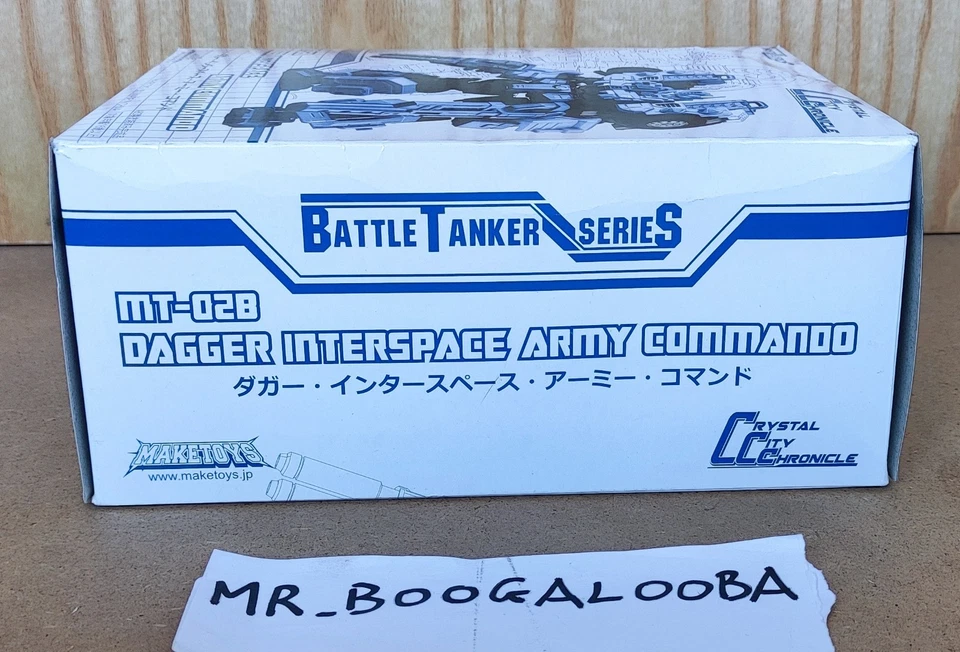 BATTLE TANKER SERIES
MT-02B
DAGGER INTERSPACE ARMY COMMANDO
ダガー・インタースペース・アーミー・コマンド
MAKETOYS
www.maketoys.jp
CRYSTAL
CITY
CHRONICLE
MR_BOOGALOOBA